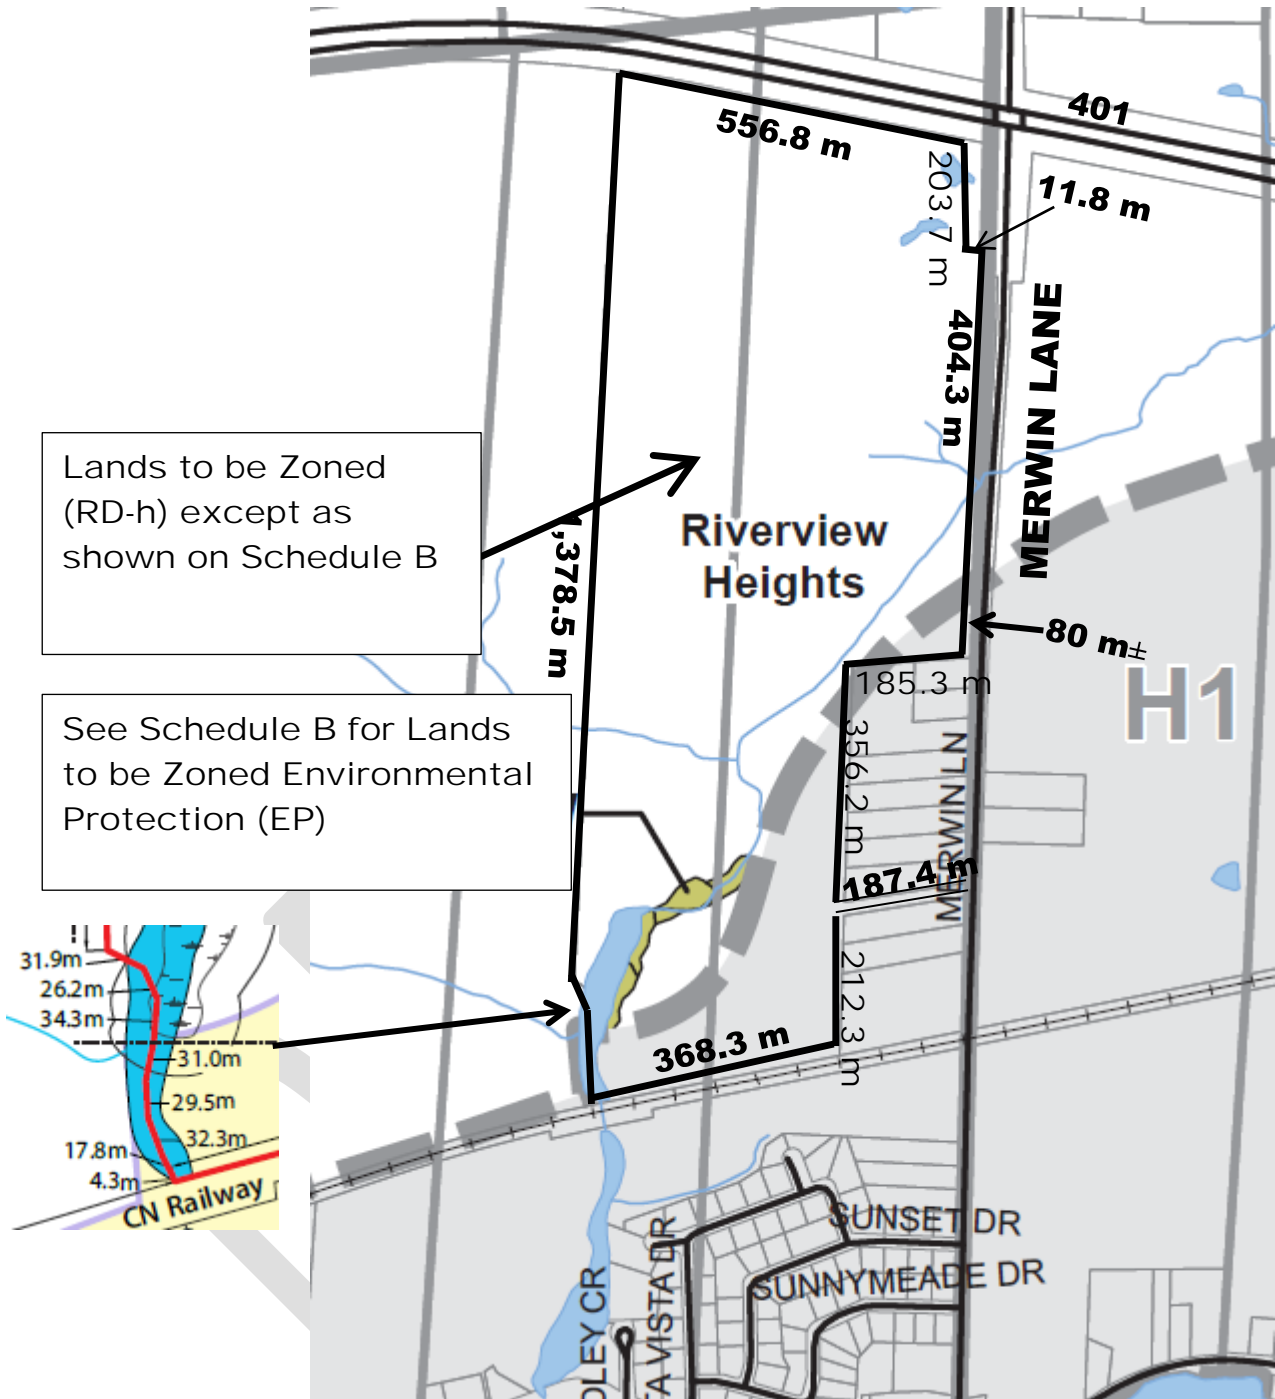 401
556.8 m
203.7 m
11.8 m
404.3 m
MERWIN LANE
Lands to be Zoned
(RD-h) except as
shown on Schedule B
1,378.5 m
Riverview
Heights
80 m±
185.3 m
H1
See Schedule B for Lands
to be Zoned Environmental
Protection (EP)
356.2 m
MERWIN LN
187.4 m
31.9m
26.2m
34.3m
31.0m
29.5m
32.3m
17.8m
4.3m
CN Railway
212.3 m
368.3 m
SUNSET DR
SUNNYMEADE DR
VISTA DR
CR